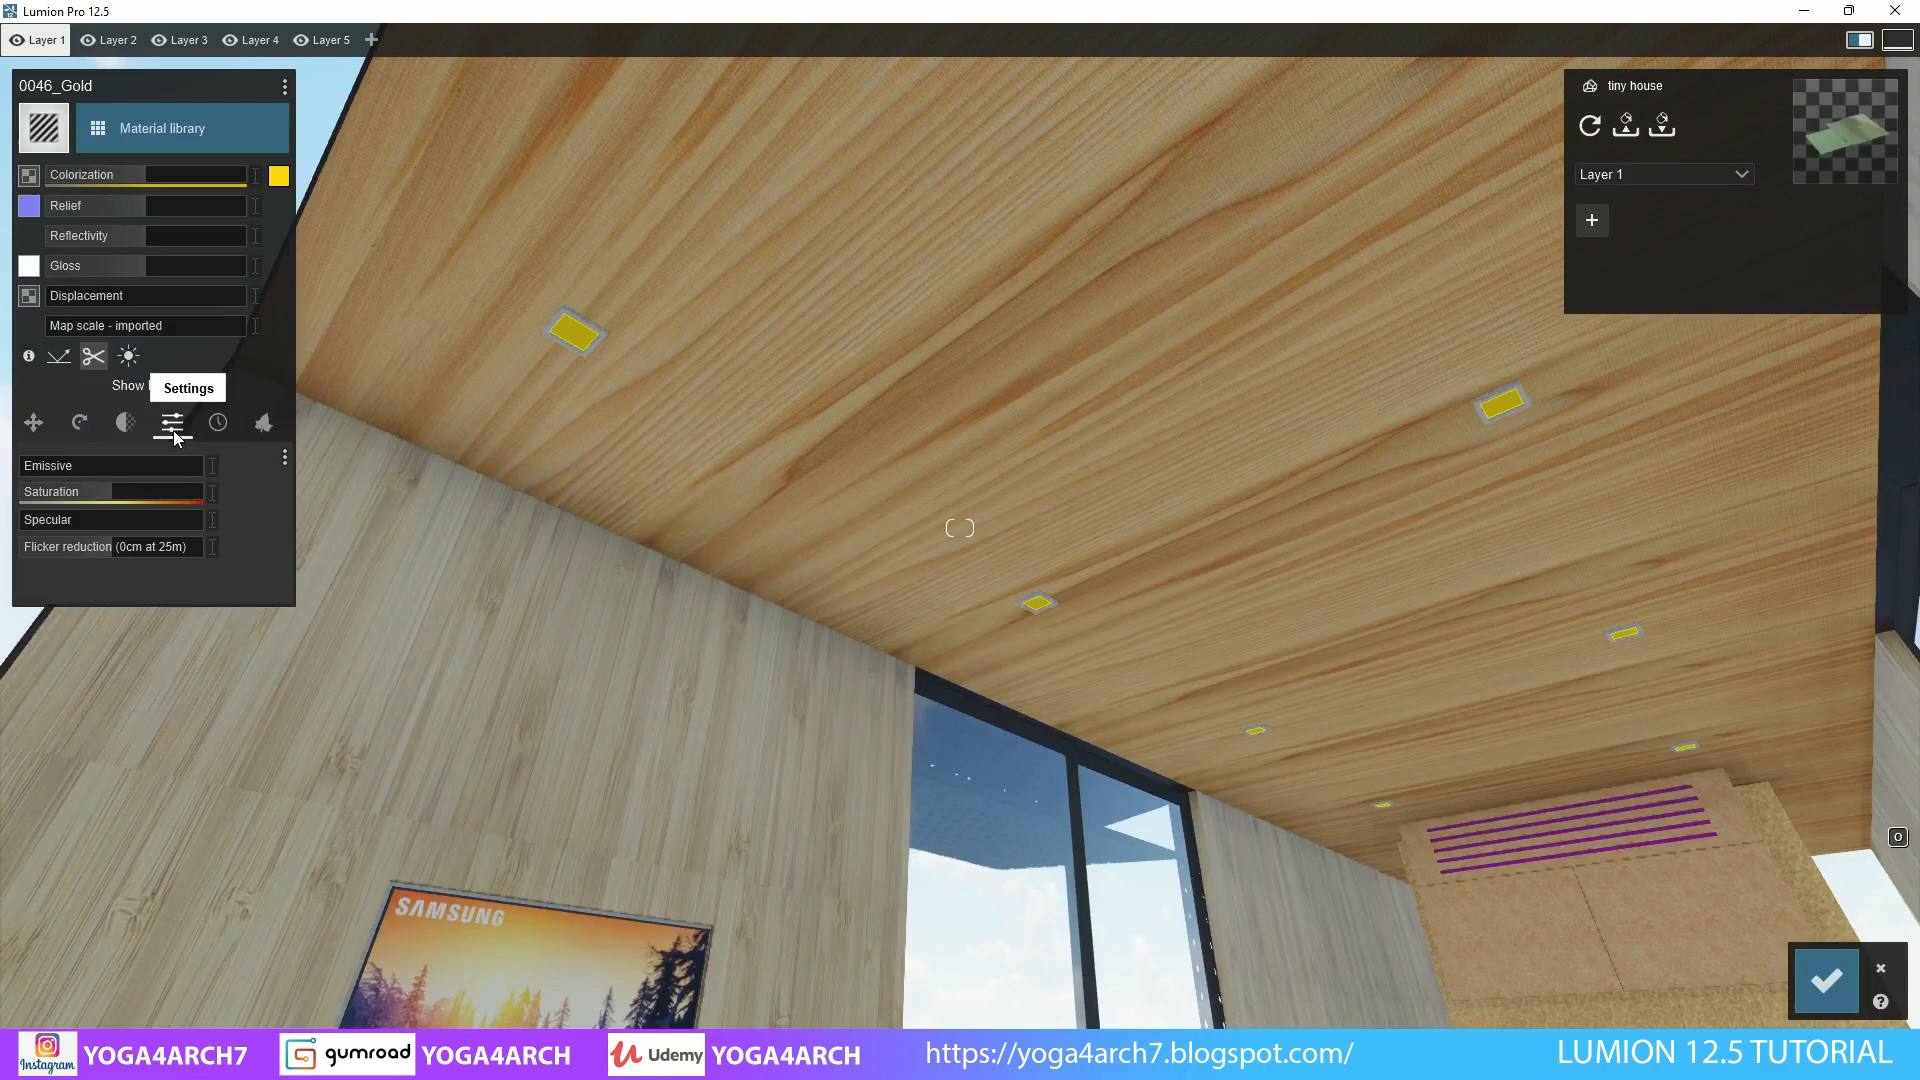 Lumion Pro 12.5
Layer 1
Layer 2
Layer 3
Layer 4
Layer 5
0046_Gold
Material library
Colorization
Relief
Reflectivity
Gloss
Displacement
Map scale - imported
Show
Settings
Emissive
Saturation
Specular
Flicker reduction (0cm at 25m)
tiny house
Layer 1
SAMSUNG
O
Instagram
YOGA4ARCH7
gumroad
YOGA4ARCH
Udemy
YOGA4ARCH
https://yoga4arch7.blogspot.com/
LUMION 12.5 TUTORIAL